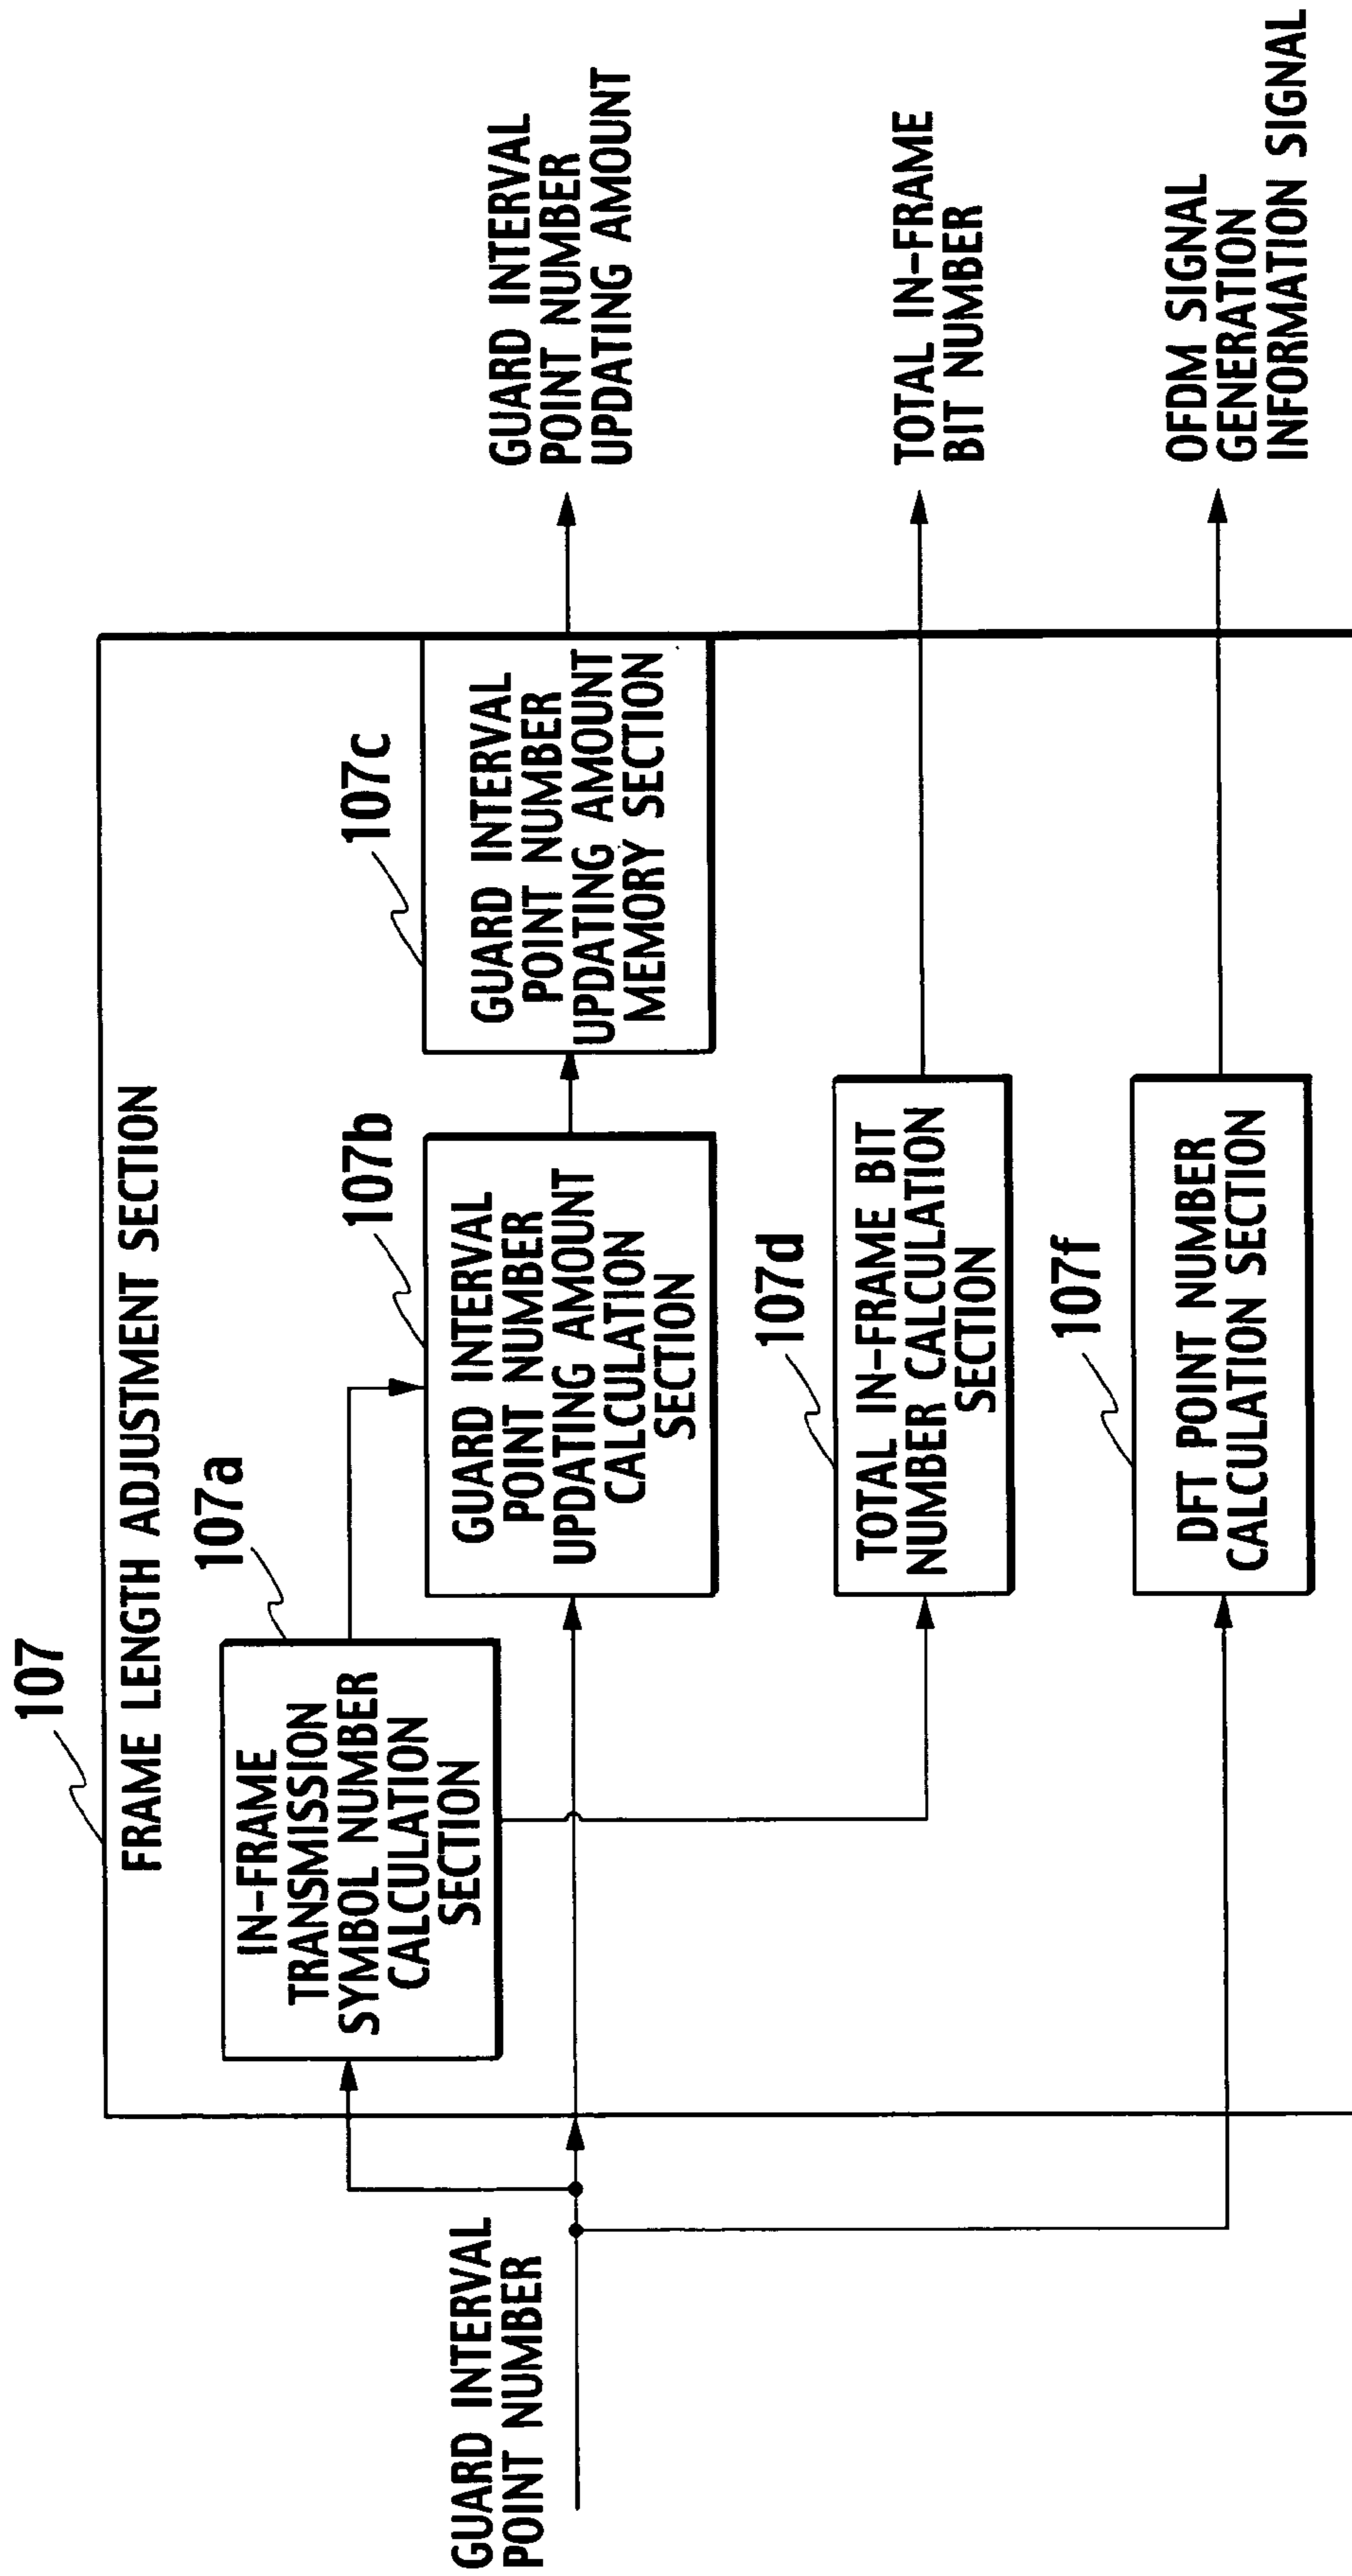 107
FRAME LENGTH ADJUSTMENT SECTION
107a
IN-FRAME
TRANSMISSION
SYMBOL NUMBER
CALCULATION
SECTION
GUARD INTERVAL
POINT NUMBER
107b
GUARD INTERVAL
POINT NUMBER
UPDATING AMOUNT
CALCULATION
SECTION
107c
GUARD INTERVAL
POINT NUMBER
UPDATING AMOUNT
MEMORY SECTION
GUARD INTERVAL
POINT NUMBER
UPDATING AMOUNT
107d
TOTAL IN-FRAME BIT
NUMBER CALCULATION
SECTION
TOTAL IN-FRAME
BIT NUMBER
107f
DFT POINT NUMBER
CALCULATION SECTION
OFDM SIGNAL
GENERATION
INFORMATION SIGNAL